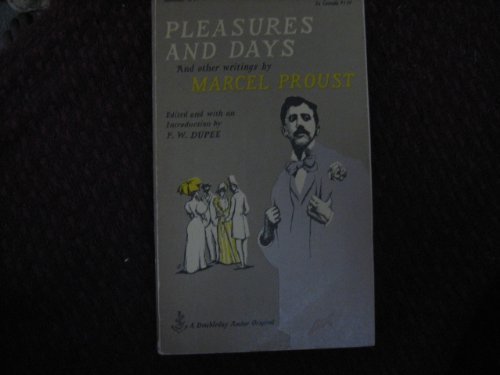 PLEASURES
AND DAYS
And other writings by
MARCEL PROUST
Edited and with an
Introduction by
F. W. DUPEE
A Doubleday Anchor Original